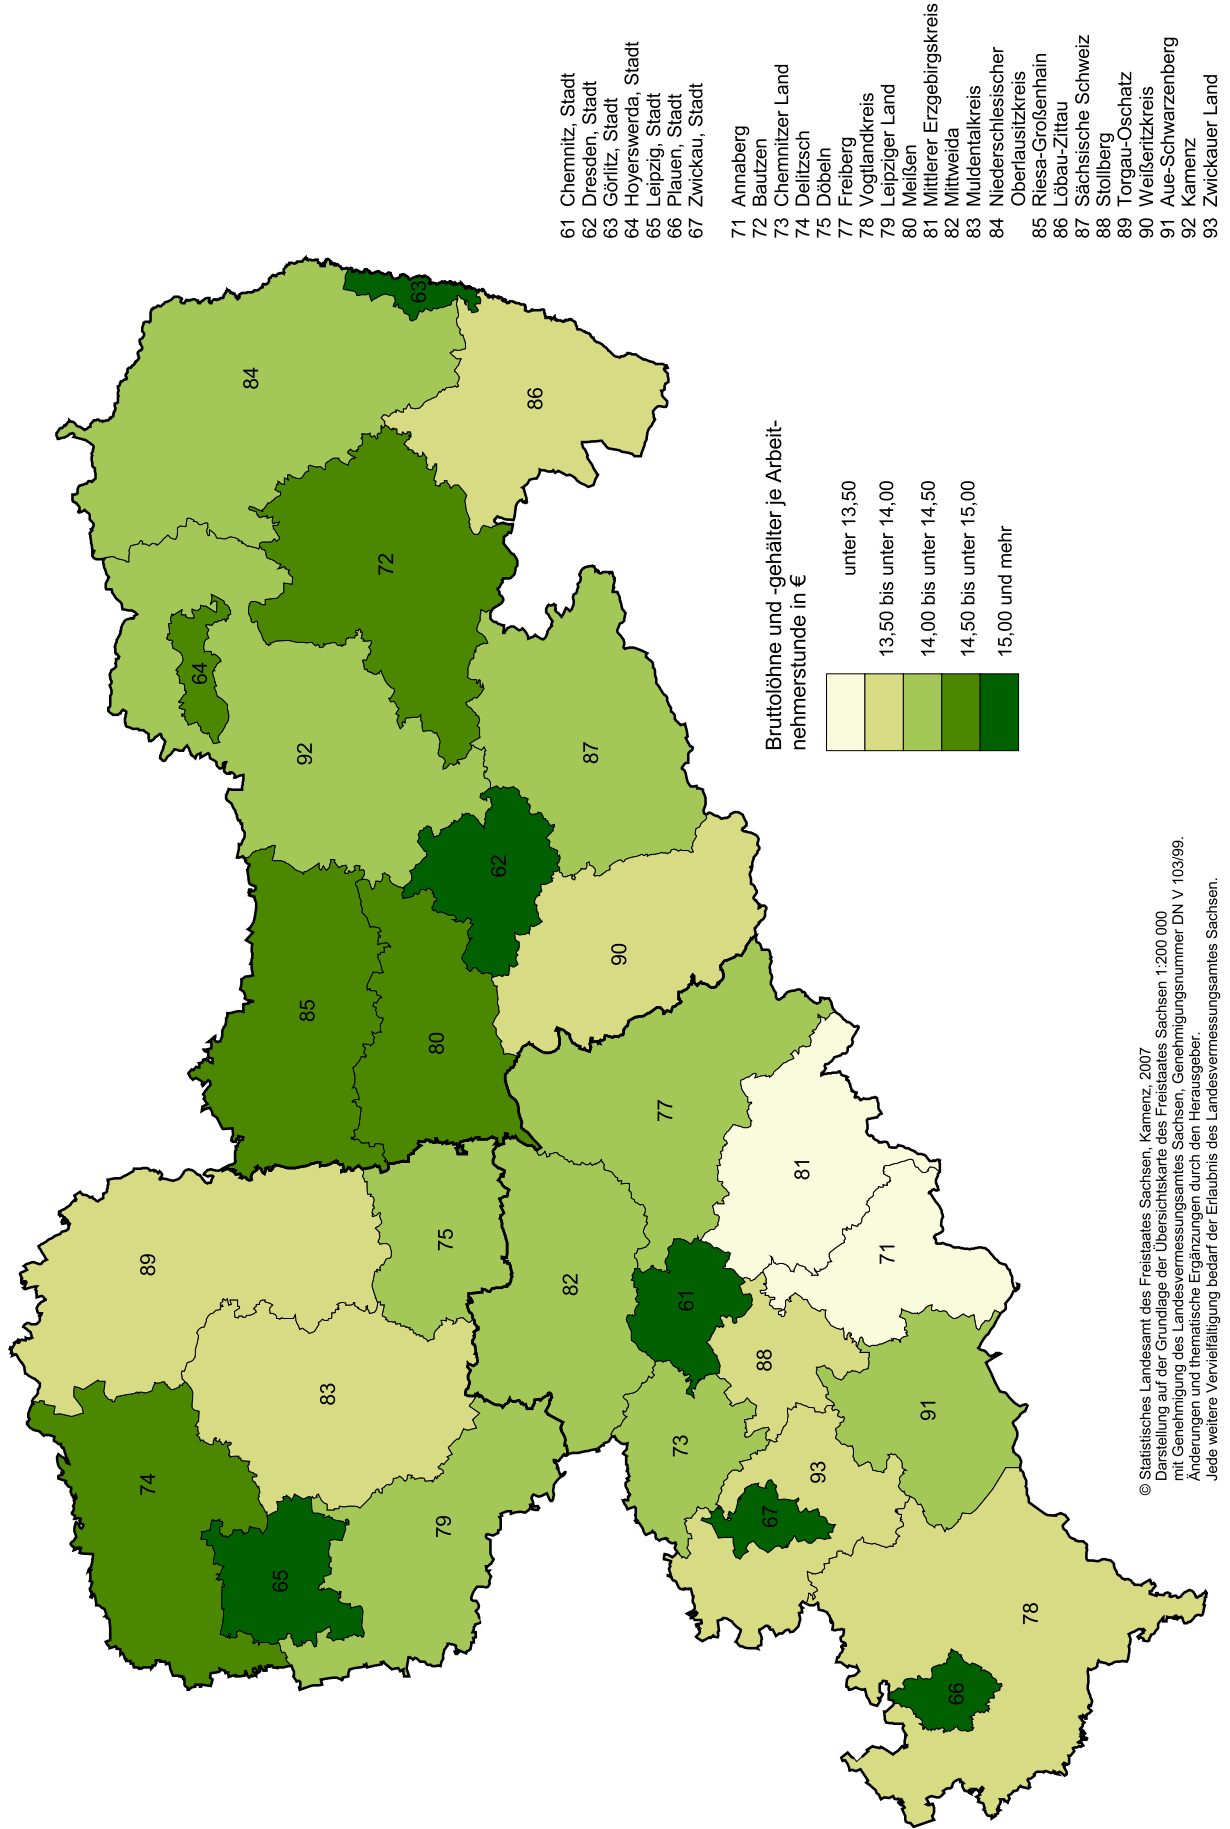 84
63
86
72
64
92
87
62
85
80
90
77
81
71
89
75
82
61
83
88
74
73
91
79
93
65
67
78
66
61 Chemnitz, Stadt
62 Dresden, Stadt
63 Görlitz, Stadt
64 Hoyerswerda, Stadt
65 Leipzig, Stadt
66 Plauen, Stadt
67 Zwickau, Stadt
71 Annaberg
72 Bautzen
73 Chemnitzer Land
74 Delitzsch
75 Döbeln
77 Freiberg
78 Vogtlandkreis
79 Leipziger Land
80 Meißen
81 Mittlerer Erzgebirgskreis
82 Mittweida
83 Muldentalkreis
84 Niederschlesischer
Oberlausitzkreis
85 Riesa-Großenhain
86 Löbau-Zittau
87 Sächsische Schweiz
88 Stollberg
89 Torgau-Oschatz
90 Weißeritzkreis
91 Aue-Schwarzenberg
92 Kamenz
93 Zwickauer Land
Bruttolöhne und -gehälter je Arbeit-
nehmerstunde in €
unter 13,50
13,50 bis unter 14,00
14,00 bis unter 14,50
14,50 bis unter 15,00
15,00 und mehr
© Statistisches Landesamt des Freistaates Sachsen, Kamenz, 2007
Darstellung auf der Grundlage der Übersichtskarte des Freistaates Sachsen 1:200 000
mit Genehmigung des Landesvermessungsamtes Sachsen, Genehmigungsnummer DN V 103/99.
Änderungen und thematische Ergänzungen durch den Herausgeber.
Jede weitere Vervielfältigung bedarf der Erlaubnis des Landesvermessungsamtes Sachsen.